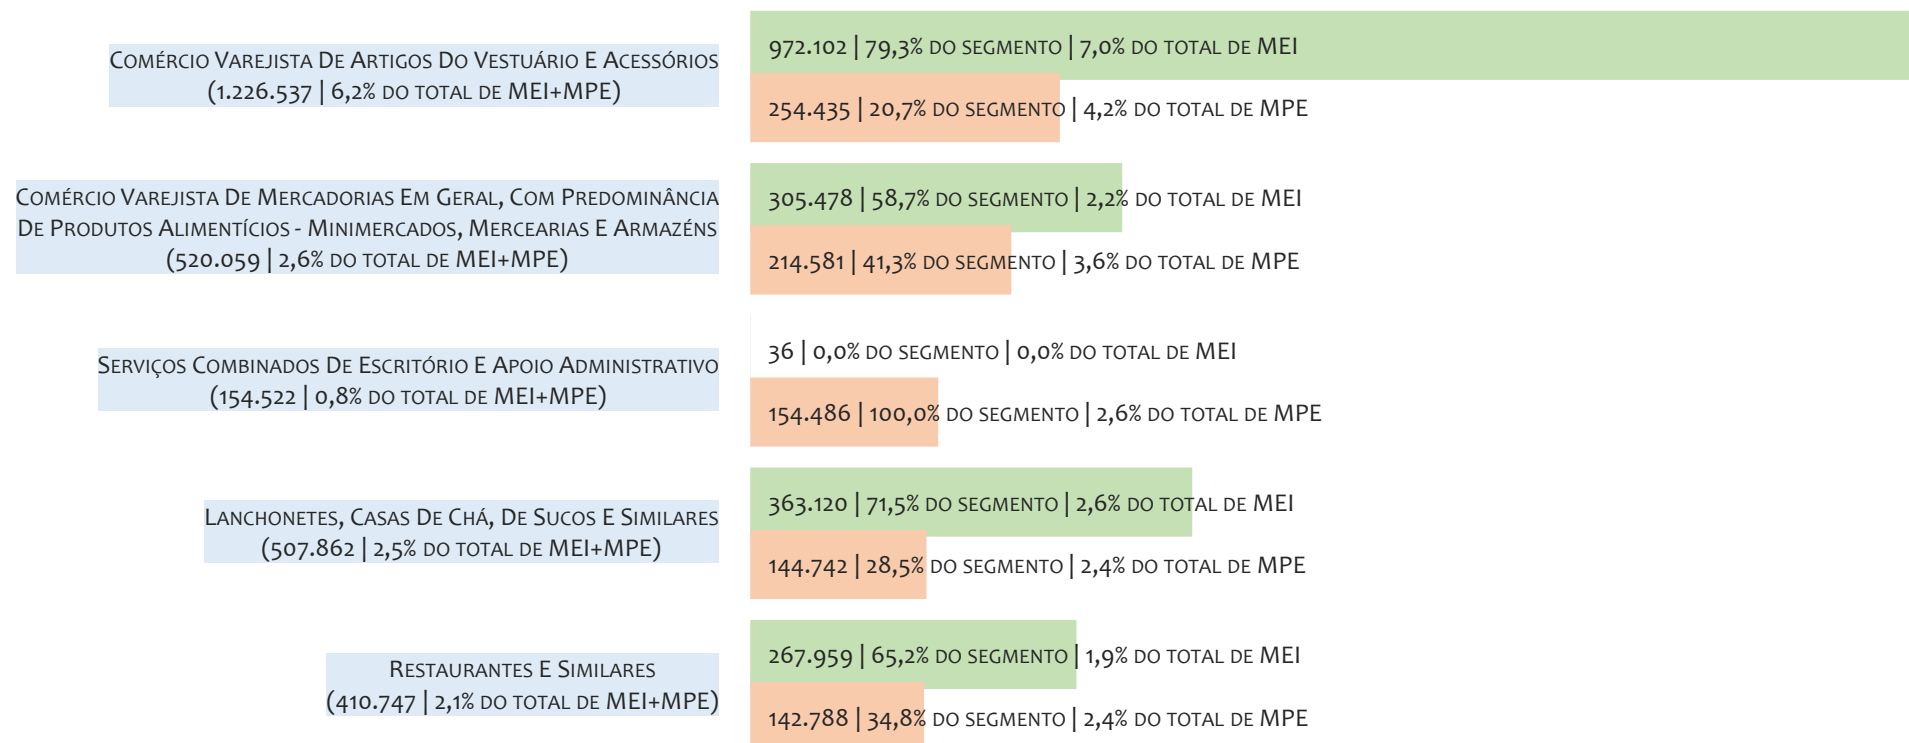 Comércio Varejista De Artigos Do Vestuário E Acessórios
(1.226.537 | 6,2% do total de MEI+MPE)
972.102 | 79,3% do segmento | 7,0% do total de MEI
254.435 | 20,7% do segmento | 4,2% do total de MPE
Comércio Varejista De Mercadorias Em Geral, Com Predominância
De Produtos Alimentícios - Minimercados, Mercearias E Armazéns
(520.059 | 2,6% do total de MEI+MPE)
305.478 | 58,7% do segmento | 2,2% do total de MEI
214.581 | 41,3% do segmento | 3,6% do total de MPE
Serviços Combinados De Escritório E Apoio Administrativo
(154.522 | 0,8% do total de MEI+MPE)
36 | 0,0% do segmento | 0,0% do total de MEI
154.486 | 100,0% do segmento | 2,6% do total de MPE
Lanchonetes, Casas De Chá, De Sucos E Similares
(507.862 | 2,5% do total de MEI+MPE)
363.120 | 71,5% do segmento | 2,6% do total de MEI
144.742 | 28,5% do segmento | 2,4% do total de MPE
Restaurantes E Similares
(410.747 | 2,1% do total de MEI+MPE)
267.959 | 65,2% do segmento | 1,9% do total de MEI
142.788 | 34,8% do segmento | 2,4% do total de MPE